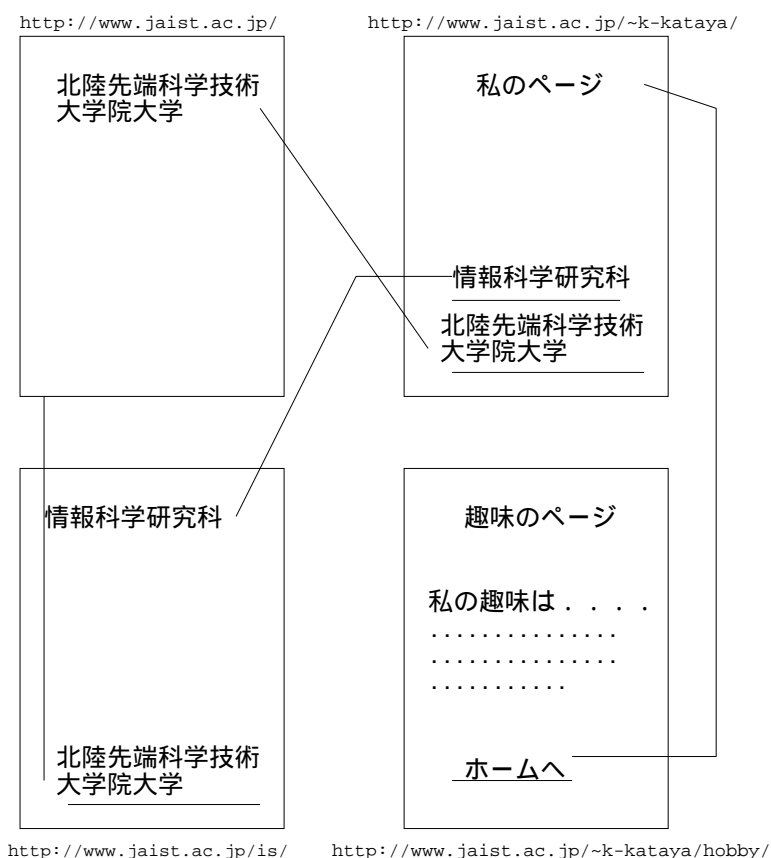 http://www.jaist.ac.jp/
http://www.jaist.ac.jp/~k-kataya/
北陸先端科学技術
大学院大学
私のページ
情報科学研究科
北陸先端科学技術
大学院大学
情報科学研究科
北陸先端科学技術
大学院大学
趣味のページ
私の趣味は．．．．
...............
...............
...........
ホームへ
http://www.jaist.ac.jp/is/
http://www.jaist.ac.jp/~k-kataya/hobby/